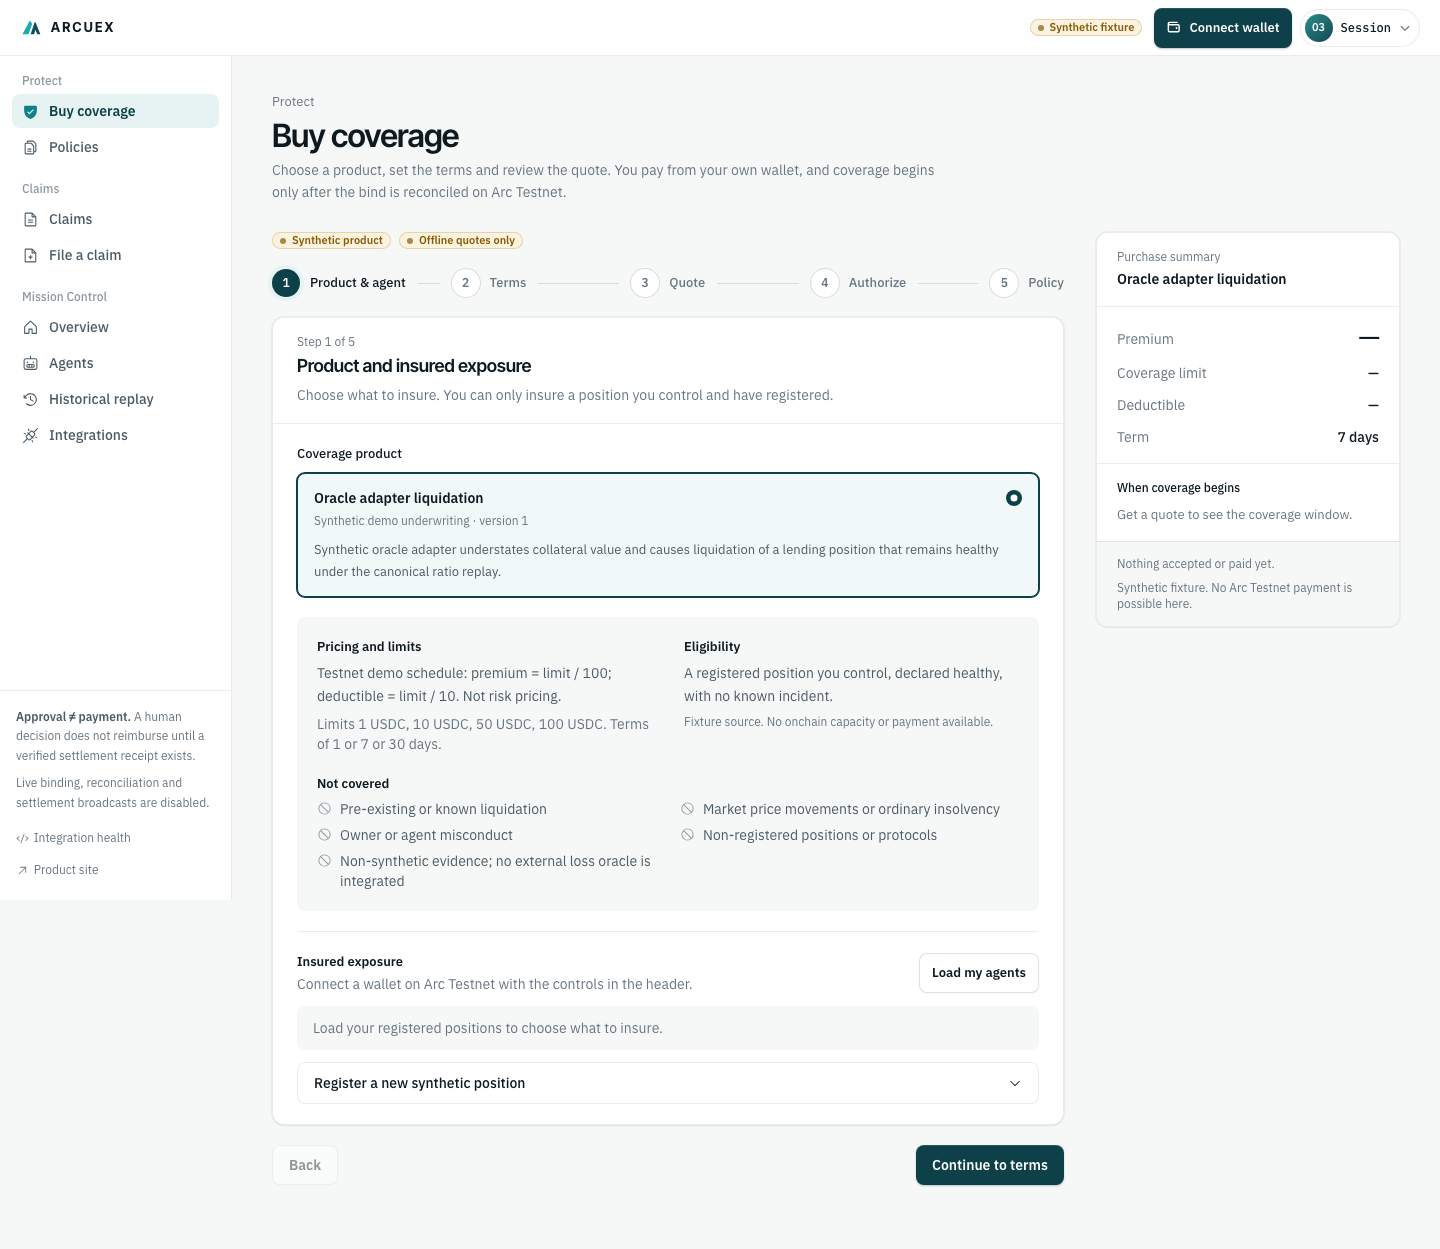 ARCUEX
Synthetic fixture
Connect wallet
03
Session
Protect
Buy coverage
Policies
Claims
Claims
File a claim
Mission Control
Overview
Agents
Historical replay
Integrations
Approval ≠ payment. A human
decision does not reimburse until a
verified settlement receipt exists.
Live binding, reconciliation and
settlement broadcasts are disabled.
Integration health
Product site
Protect
Buy coverage
Choose a product, set the terms and review the quote. You pay from your own wallet, and coverage begins
only after the bind is reconciled on Arc Testnet.
Synthetic product
Offline quotes only
1 Product & agent
2 Terms
3 Quote
4 Authorize
5 Policy
Step 1 of 5
Product and insured exposure
Choose what to insure. You can only insure a position you control and have registered.
Coverage product
Oracle adapter liquidation
Synthetic demo underwriting · version 1
Synthetic oracle adapter understates collateral value and causes liquidation of a lending position that remains healthy
under the canonical ratio replay.
Pricing and limits
Testnet demo schedule: premium = limit / 100;
deductible = limit / 10. Not risk pricing.
Limits 1 USDC, 10 USDC, 50 USDC, 100 USDC. Terms
of 1 or 7 or 30 days.
Eligibility
A registered position you control, declared healthy,
with no known incident.
Fixture source. No onchain capacity or payment available.
Not covered
Pre-existing or known liquidation
Market price movements or ordinary insolvency
Owner or agent misconduct
Non-registered positions or protocols
Non-synthetic evidence; no external loss oracle is
integrated
Insured exposure
Connect a wallet on Arc Testnet with the controls in the header.
Load my agents
Load your registered positions to choose what to insure.
Register a new synthetic position
Back
Continue to terms
Purchase summary
Oracle adapter liquidation
Premium —
Coverage limit —
Deductible —
Term 7 days
When coverage begins
Get a quote to see the coverage window.
Nothing accepted or paid yet.
Synthetic fixture. No Arc Testnet payment is
possible here.